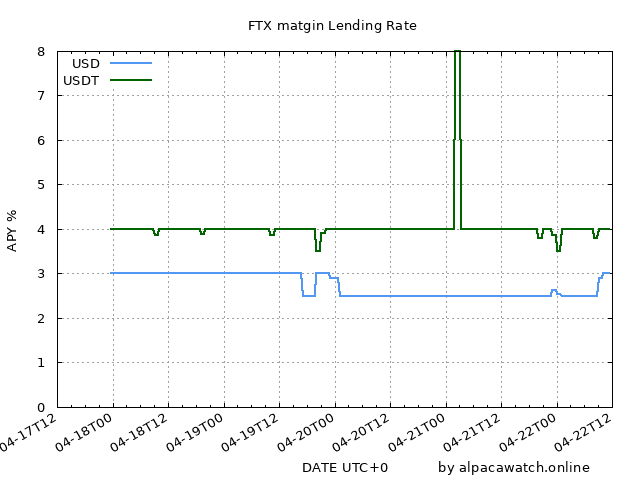 FTX matgin Lending Rate
USD
USDT
8
7
6
5
4
3
2
1
0
APY %
04-17T12
04-18T00
04-18T12
04-19T00
04-19T12
04-20T00
04-20T12
04-21T00
04-21T12
04-22T00
04-22T12
DATE UTC+0
by alpacawatch.online